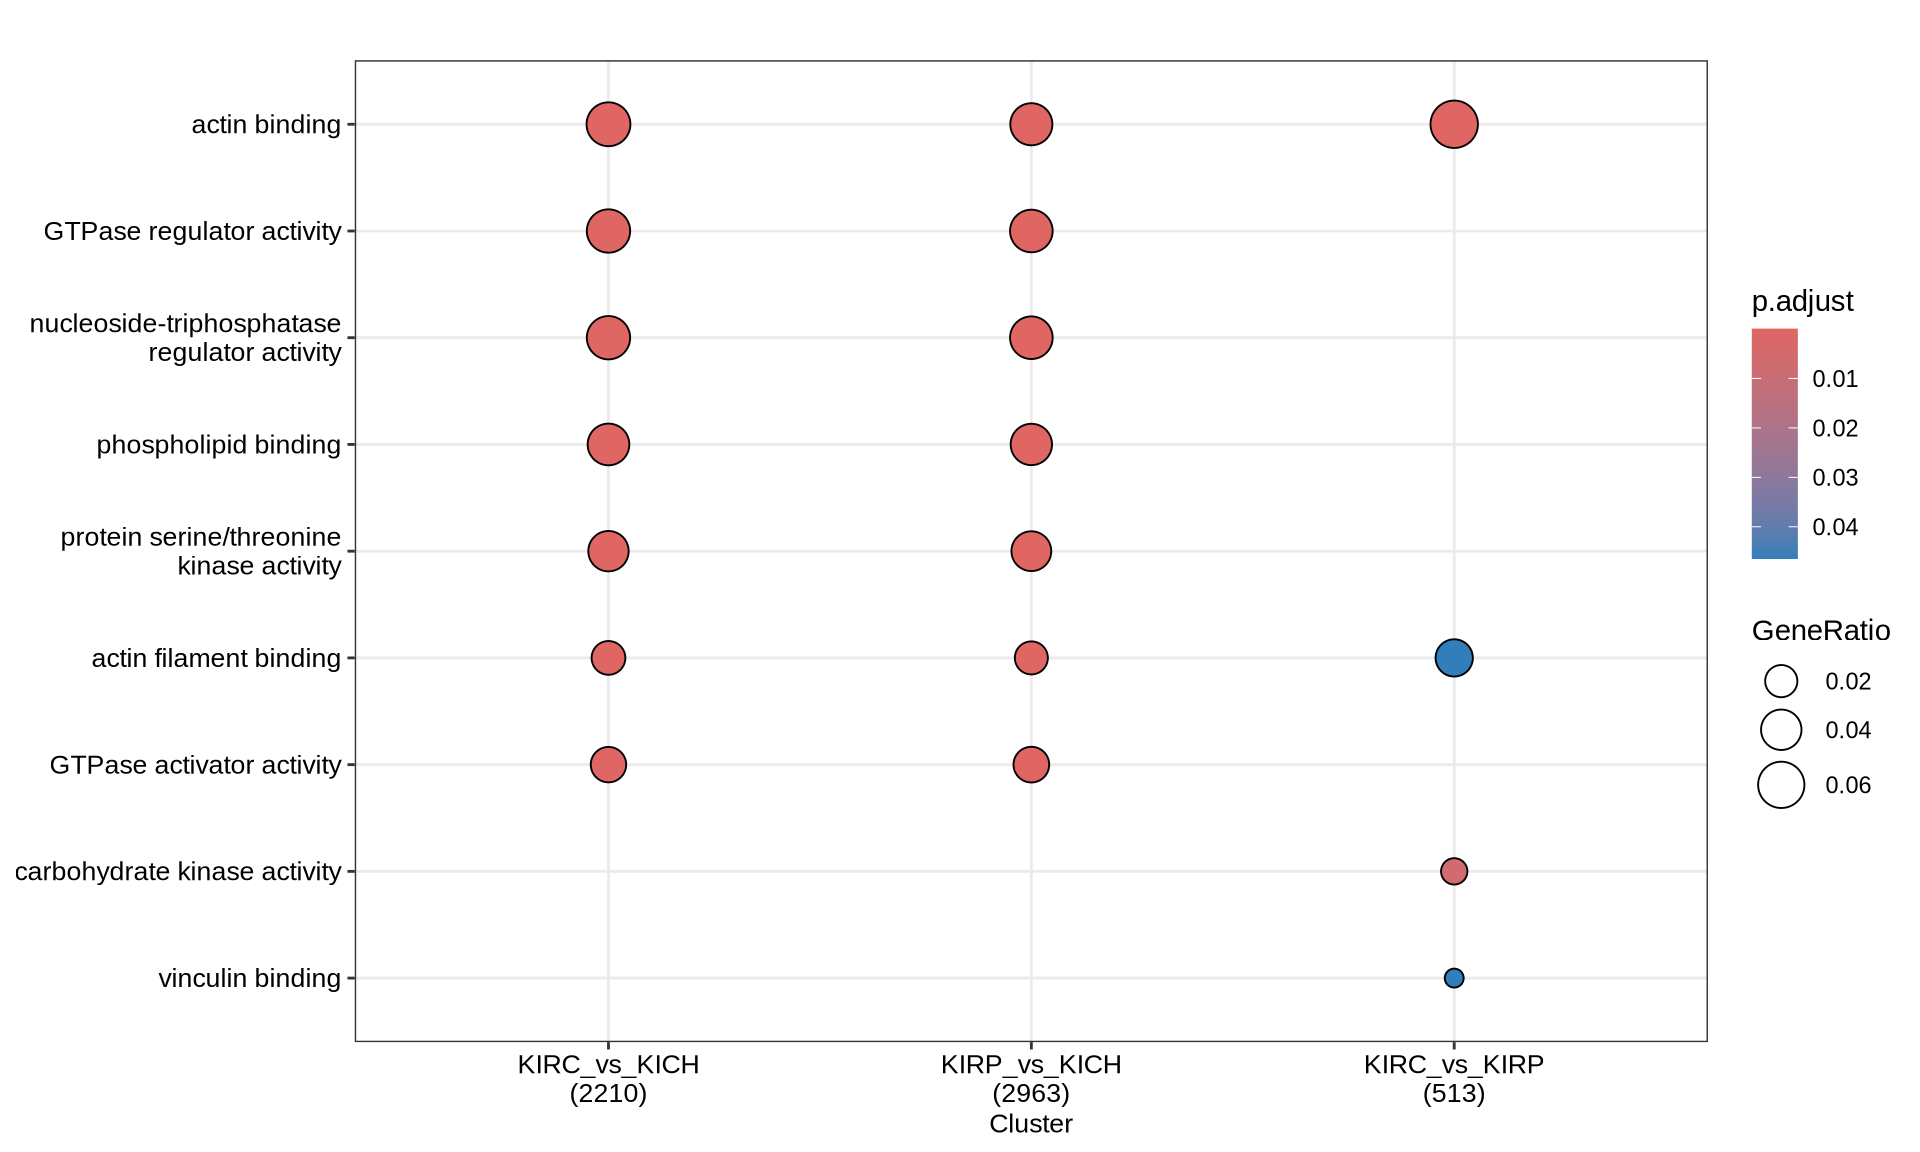 actin binding
GTPase regulator activity
nucleoside-triphosphatase
regulator activity
phospholipid binding
protein serine/threonine
kinase activity
actin filament binding
GTPase activator activity
carbohydrate kinase activity
vinculin binding
KIRC_vs_KICH
(2210)
KIRP_vs_KICH
(2963)
KIRC_vs_KIRP
(513)
Cluster
p.adjust
0.01
0.02
0.03
0.04
GeneRatio
0.02
0.04
0.06